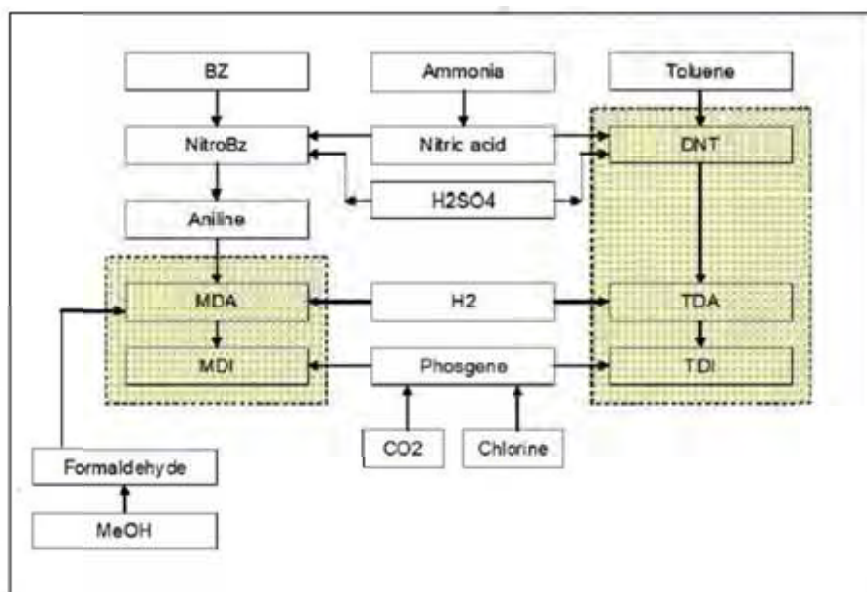 BZ
Ammonia
Toluene
NitroBz
Nitric acid
DNT
H2SO4
Aniline
MDA
H2
TDA
MDI
Phosgene
TDI
CO2
Chlorine
Formaldehyde
MeOH